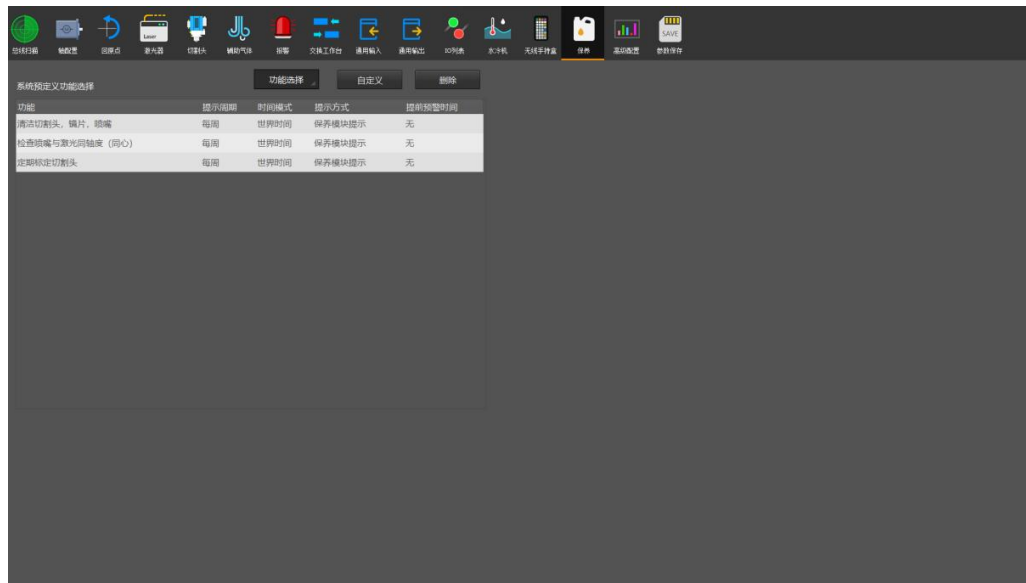 总线扫描 轴配置 回原点 激光器 切割头 辅助气体 报警 交换工作台 通用输入 通用输出 IO列表 水冷机 无线手持盒 保养 高级配置 参数保存
Laser
SAVE
系统预定义功能选择 功能选择 自定义 删除
功能 提示周期 时间模式 提示方式 提前预警时间
清洁切割头，镜片，喷嘴 每周 世界时间 保养模块提示 无
检查喷嘴与激光同轴度（同心） 每周 世界时间 保养模块提示 无
定期标定切割头 每周 世界时间 保养模块提示 无